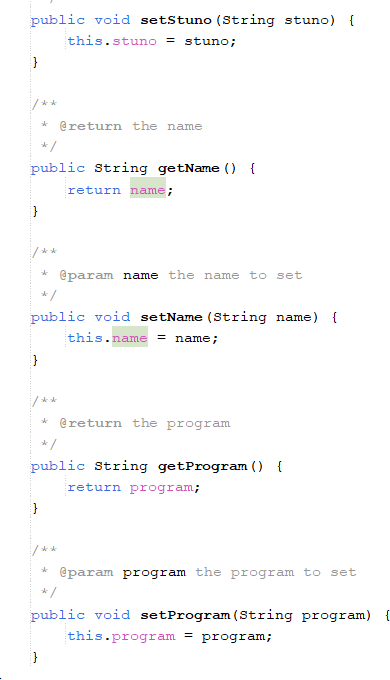 */
public void setStuno(String stuno) {
    this.stuno = stuno;
}

/**
 * @return the name
 */
public String getName() {
    return name;
}

/**
 * @param name the name to set
 */
public void setName(String name) {
    this.name = name;
}

/**
 * @return the program
 */
public String getProgram() {
    return program;
}

/**
 * @param program the program to set
 */
public void setProgram(String program) {
    this.program = program;
}